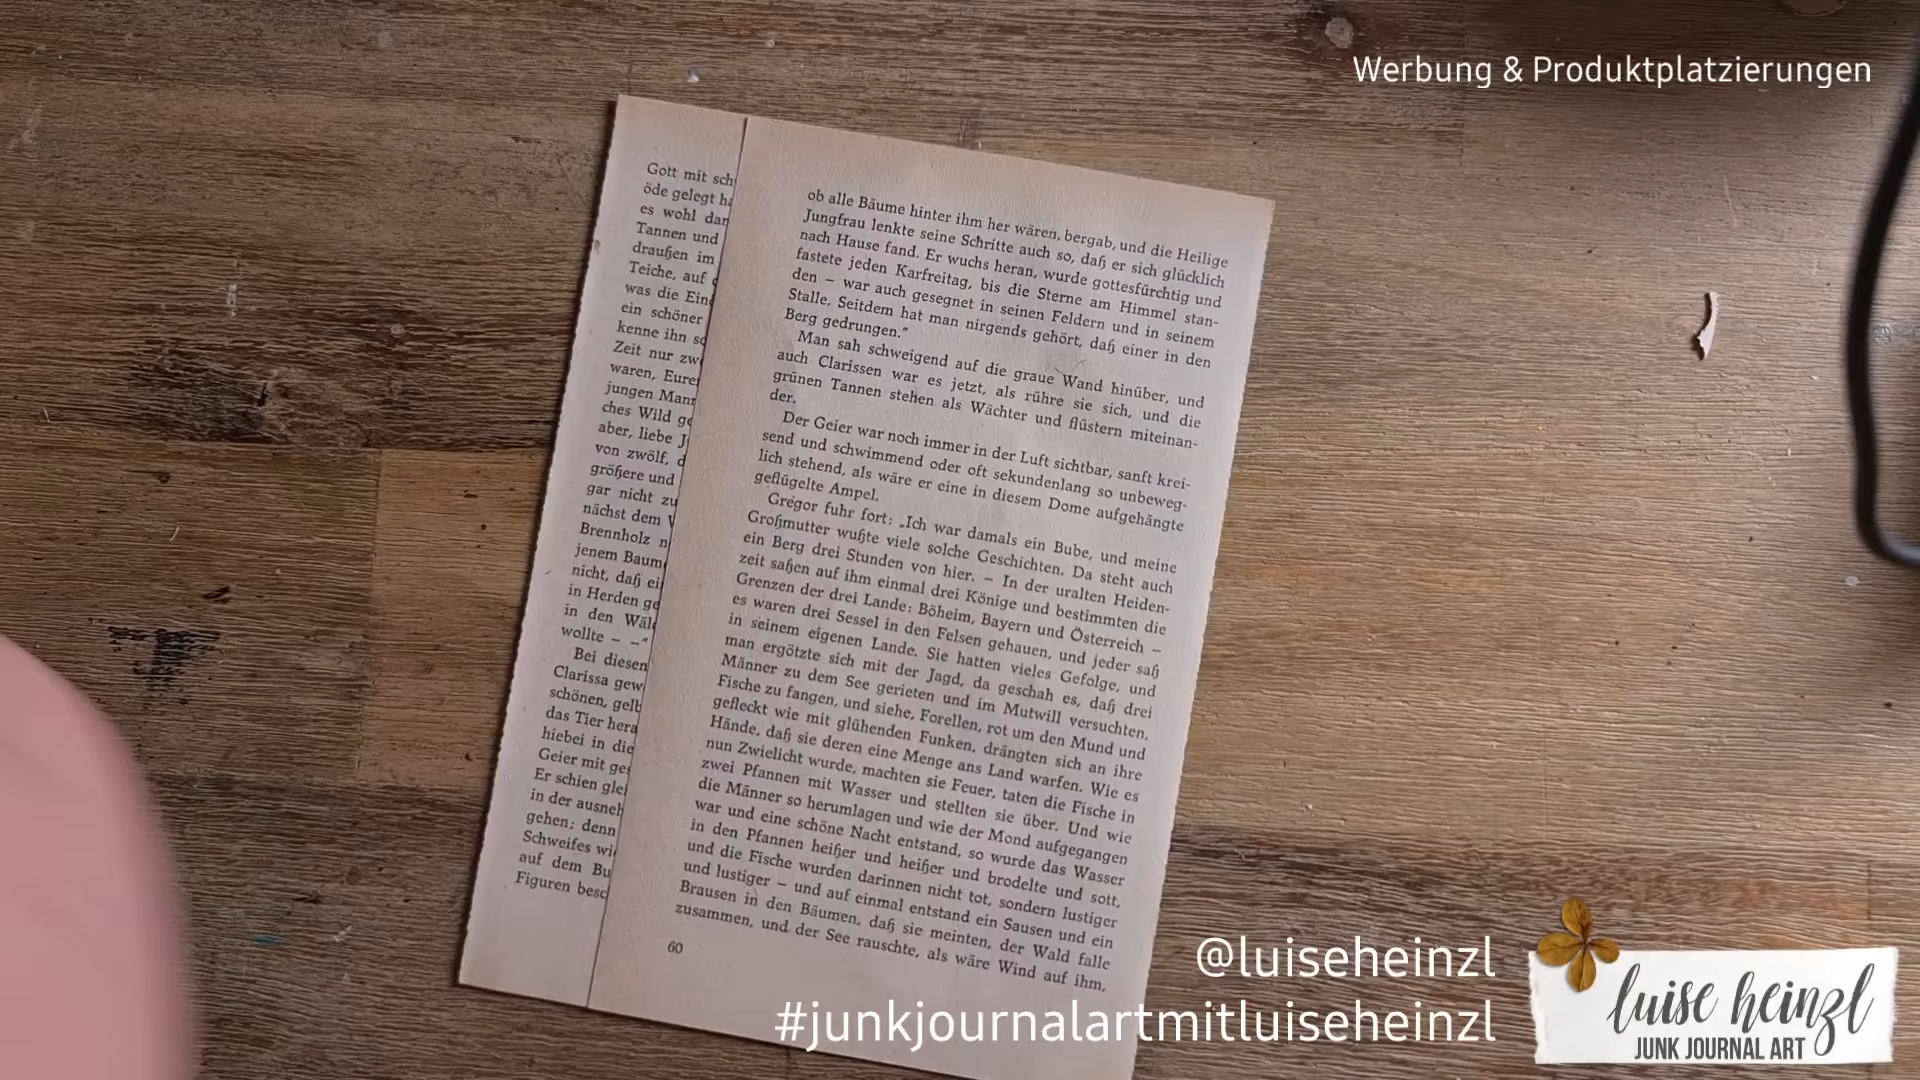 Werbung & Produktplatzierungen
Gott mit sch
öde gelegt ha
es wohl dar
Tannen und
draußen im
Teiche, auf
was die Ein
ein schöner
kenne ihn so
Zeit nur zw
waren, Eure
jungen Man
ches Wild ge
aber, liebe J
von zwölf, d
größere und
gar nicht zu
nächst dem
Brennholz n
jenem Baum
nicht, daß ei
in Herden ge
in den Wäl
wollte – –"
Bei diesen
Clarissa gew
schönen, gelb
das Tier hera
hiebei in die
Geier mit ge
Er schien glei
in der ausneh
gehen; denn
Schweifes wi
auf dem Bu
Figuren besc
ob alle Bäume hinter ihm her wären, bergab, und die Heilige
Jungfrau lenkte seine Schritte auch so, daß er sich glücklich
nach Hause fand. Er wuchs heran, wurde gottesfürchtig und
fastete jeden Karfreitag, bis die Sterne am Himmel stan-
den – war auch gesegnet in seinen Feldern und in seinem
Stalle. Seitdem hat man nirgends gehört, daß einer in den
Berg gedrungen."
Man sah schweigend auf die graue Wand hinüber, und
auch Clarissen war es jetzt, als rühre sie sich, und die
grünen Tannen stehen als Wächter und flüstern miteinan-
der.
Der Geier war noch immer in der Luft sichtbar, sanft krei-
send und schwimmend oder oft sekundenlang so unbeweg-
lich stehend, als wäre er eine in diesem Dome aufgehängte
geflügelte Ampel.
Gregor fuhr fort: „Ich war damals ein Bube, und meine
Großmutter wußte viele solche Geschichten. Da steht auch
ein Berg drei Stunden von hier. – In der uralten Heiden-
zeit saßen auf ihm einmal drei Könige und bestimmten die
Grenzen der drei Lande: Böheim, Bayern und Österreich –
es waren drei Sessel in den Felsen gehauen, und jeder saß
in seinem eigenen Lande. Sie hatten vieles Gefolge, und
man ergötzte sich mit der Jagd, da geschah es, daß drei
Männer zu dem See gerieten und im Mutwill versuchten,
Fische zu fangen, und siehe, Forellen, rot um den Mund und
gefleckt wie mit glühenden Funken, drängten sich an ihre
Hände, daß sie deren eine Menge ans Land warfen. Wie es
nun Zwielicht wurde, machten sie Feuer, taten die Fische in
zwei Pfannen mit Wasser und stellten sie über. Und wie
die Männer so herumlagen und wie der Mond aufgegangen
war und eine schöne Nacht entstand, so wurde das Wasser
in den Pfannen heißer und heißer und brodelte und sott,
und die Fische wurden darinnen nicht tot, sondern lustiger
und lustiger – und auf einmal entstand ein Sausen und ein
Brausen in den Bäumen, daß sie meinten, der Wald falle
zusammen, und der See rauschte, als wäre Wind auf ihm,
60
@luiseheinzl
#junkjournalartmitluiseheinzl
luise heinzl
JUNK JOURNAL ART